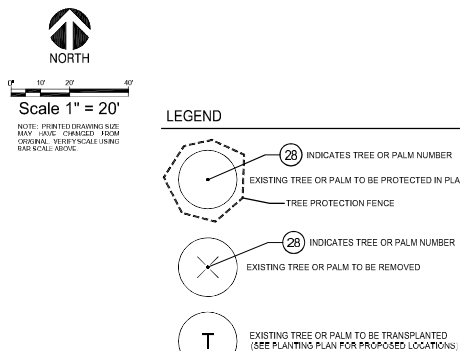 NORTH
0" 10' 20' 40'
Scale 1" = 20'
NOTE: PRINTED DRAWING SIZE
MAY HAVE CHANGED FROM
ORIGINAL. VERIFY SCALE USING
BAR SCALE ABOVE.
LEGEND
28 INDICATES TREE OR PALM NUMBER
EXISTING TREE OR PALM TO BE PROTECTED IN PLA
TREE PROTECTION FENCE
28 INDICATES TREE OR PALM NUMBER
EXISTING TREE OR PALM TO BE REMOVED
T
EXISTING TREE OR PALM TO BE TRANSPLANTED
(SEE PLANTING PLAN FOR PROPOSED LOCATIONS)